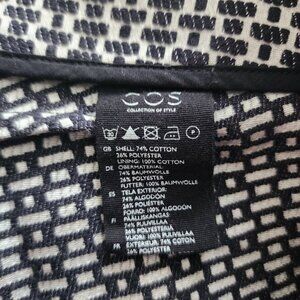 COS
COLLECTION OF STYLE
P
GB SHELL: 74% COTTON
26% POLYESTER
LINING: 100% COTTON
DE OBERMATERIAL:
74% BAUMWOLLE
26% POLYESTER
FUTTER: 100% BAUMWOLLE
ES TELA EXTERIOR:
74% ALGODÓN
26% POLIÉSTER
FORRO: 100% ALGODÓN
FI PÄÄLLISKANGAS:
74% PUUVILLAA
26% POLYESTERIA
VUORI: 100% PUUVILLAA
FR EXTÉRIEUR: 74% COTON
26% POLYESTER